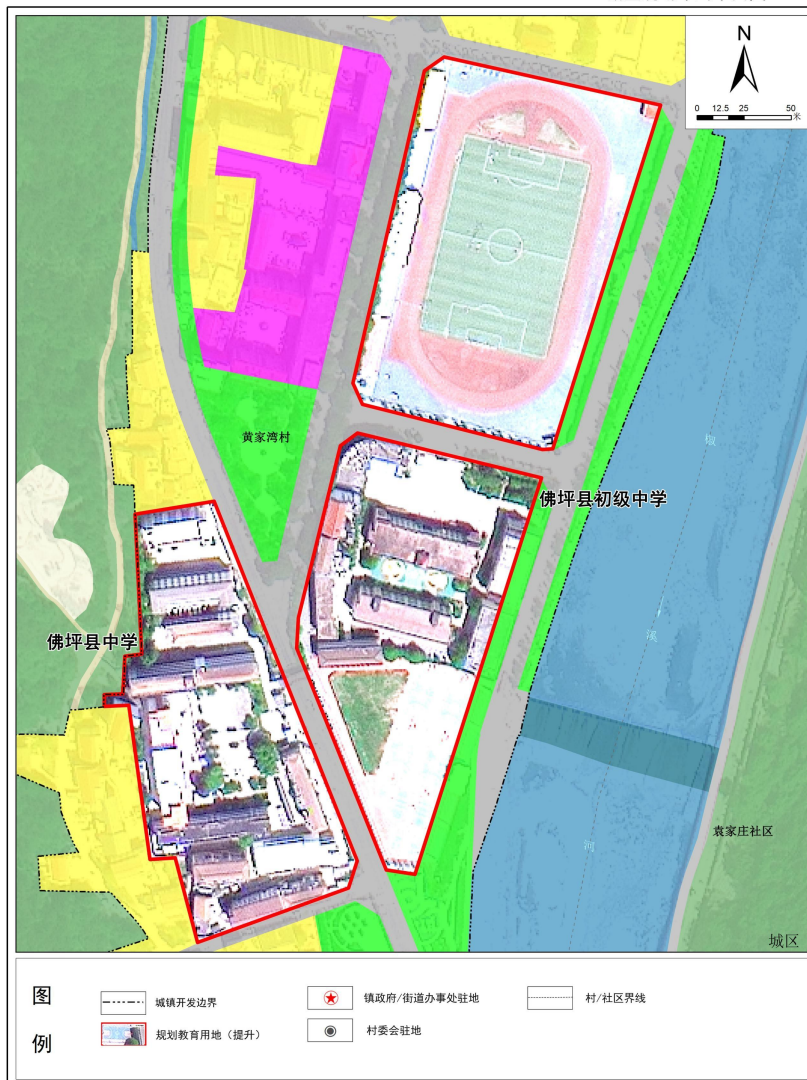 N
0 12.5 25 50
米
黄家湾村
佛坪县初级中学
椒
溪
河
佛坪县中学
袁家庄社区
城区
图例
城镇开发边界
镇政府/街道办事处驻地
村/社区界线
规划教育用地（提升）
村委会驻地